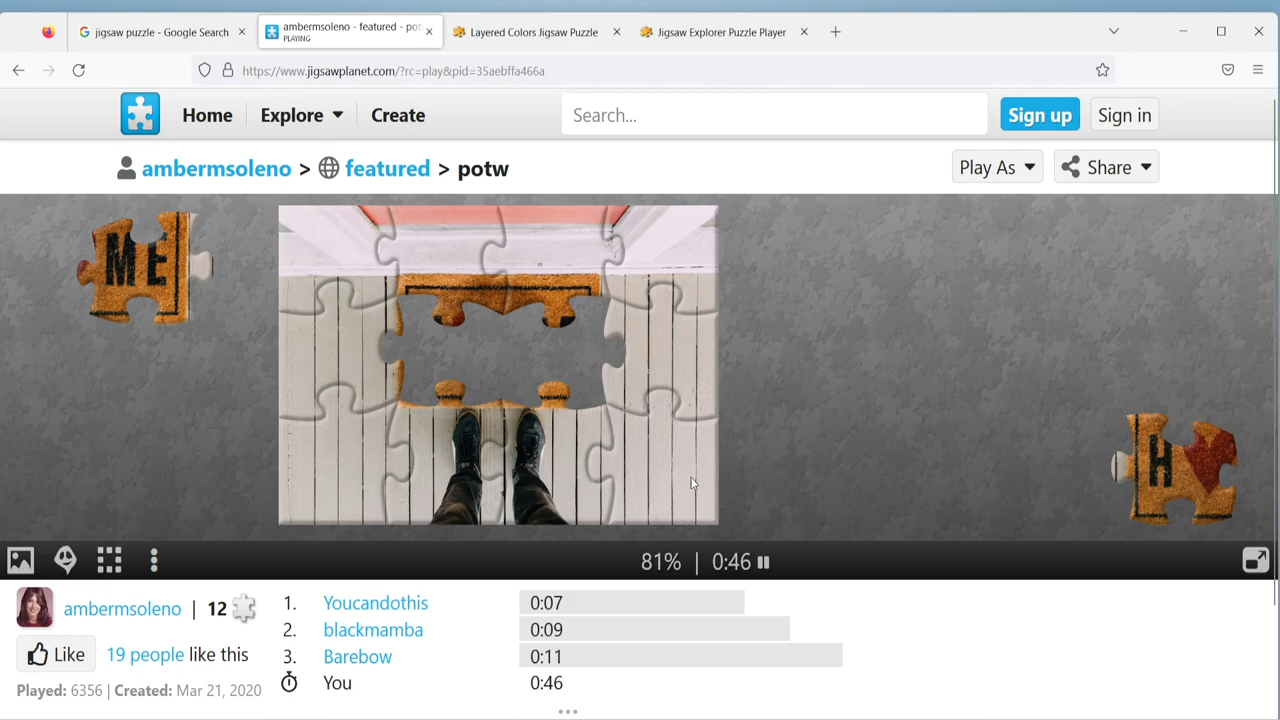 jigsaw puzzle - Google Search
ambermsoleno - featured - pot
PLAYING
Layered Colors Jigsaw Puzzle
Jigsaw Explorer Puzzle Player
https://www.jigsawplanet.com/?rc=play&pid=35aebffa466a
Home
Explore
Create
Search...
Sign up
Sign in
ambermsoleno > featured > potw
Play As
Share
ME
H
81% | 0:46
ambermsoleno | 12
1. Youcandothis 0:07
2. blackmamba 0:09
3. Barebow 0:11
You 0:46
Like
19 people like this
Played: 6356 | Created: Mar 21, 2020